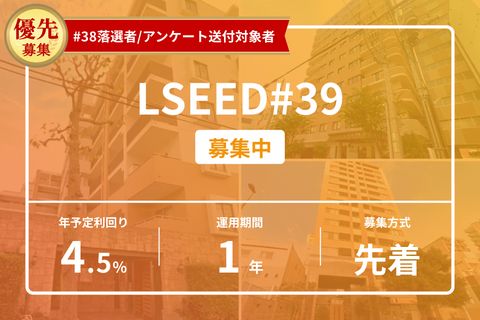 優先
募集
#38落選者/アンケート送付対象者
LSEED#39
募集中
年予定利回り
4.5%
運用期間
1年
募集方式
先着